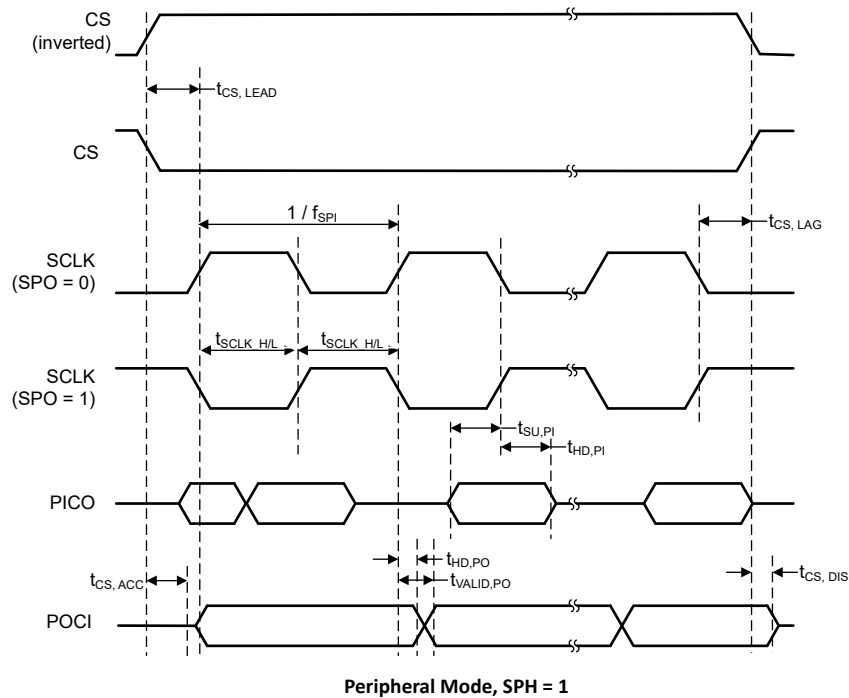 CS
(inverted)
tCS, LEAD
CS
1 / fSPI
tCS, LAG
SCLK
(SPO = 0)
tSCLK_H/L
tSCLK_H/L
SCLK
(SPO = 1)
tSU,PI
tHD,PI
PICO
tHD,PO
tCS, ACC
tVALID,PO
tCS, DIS
POCI
Peripheral Mode, SPH = 1